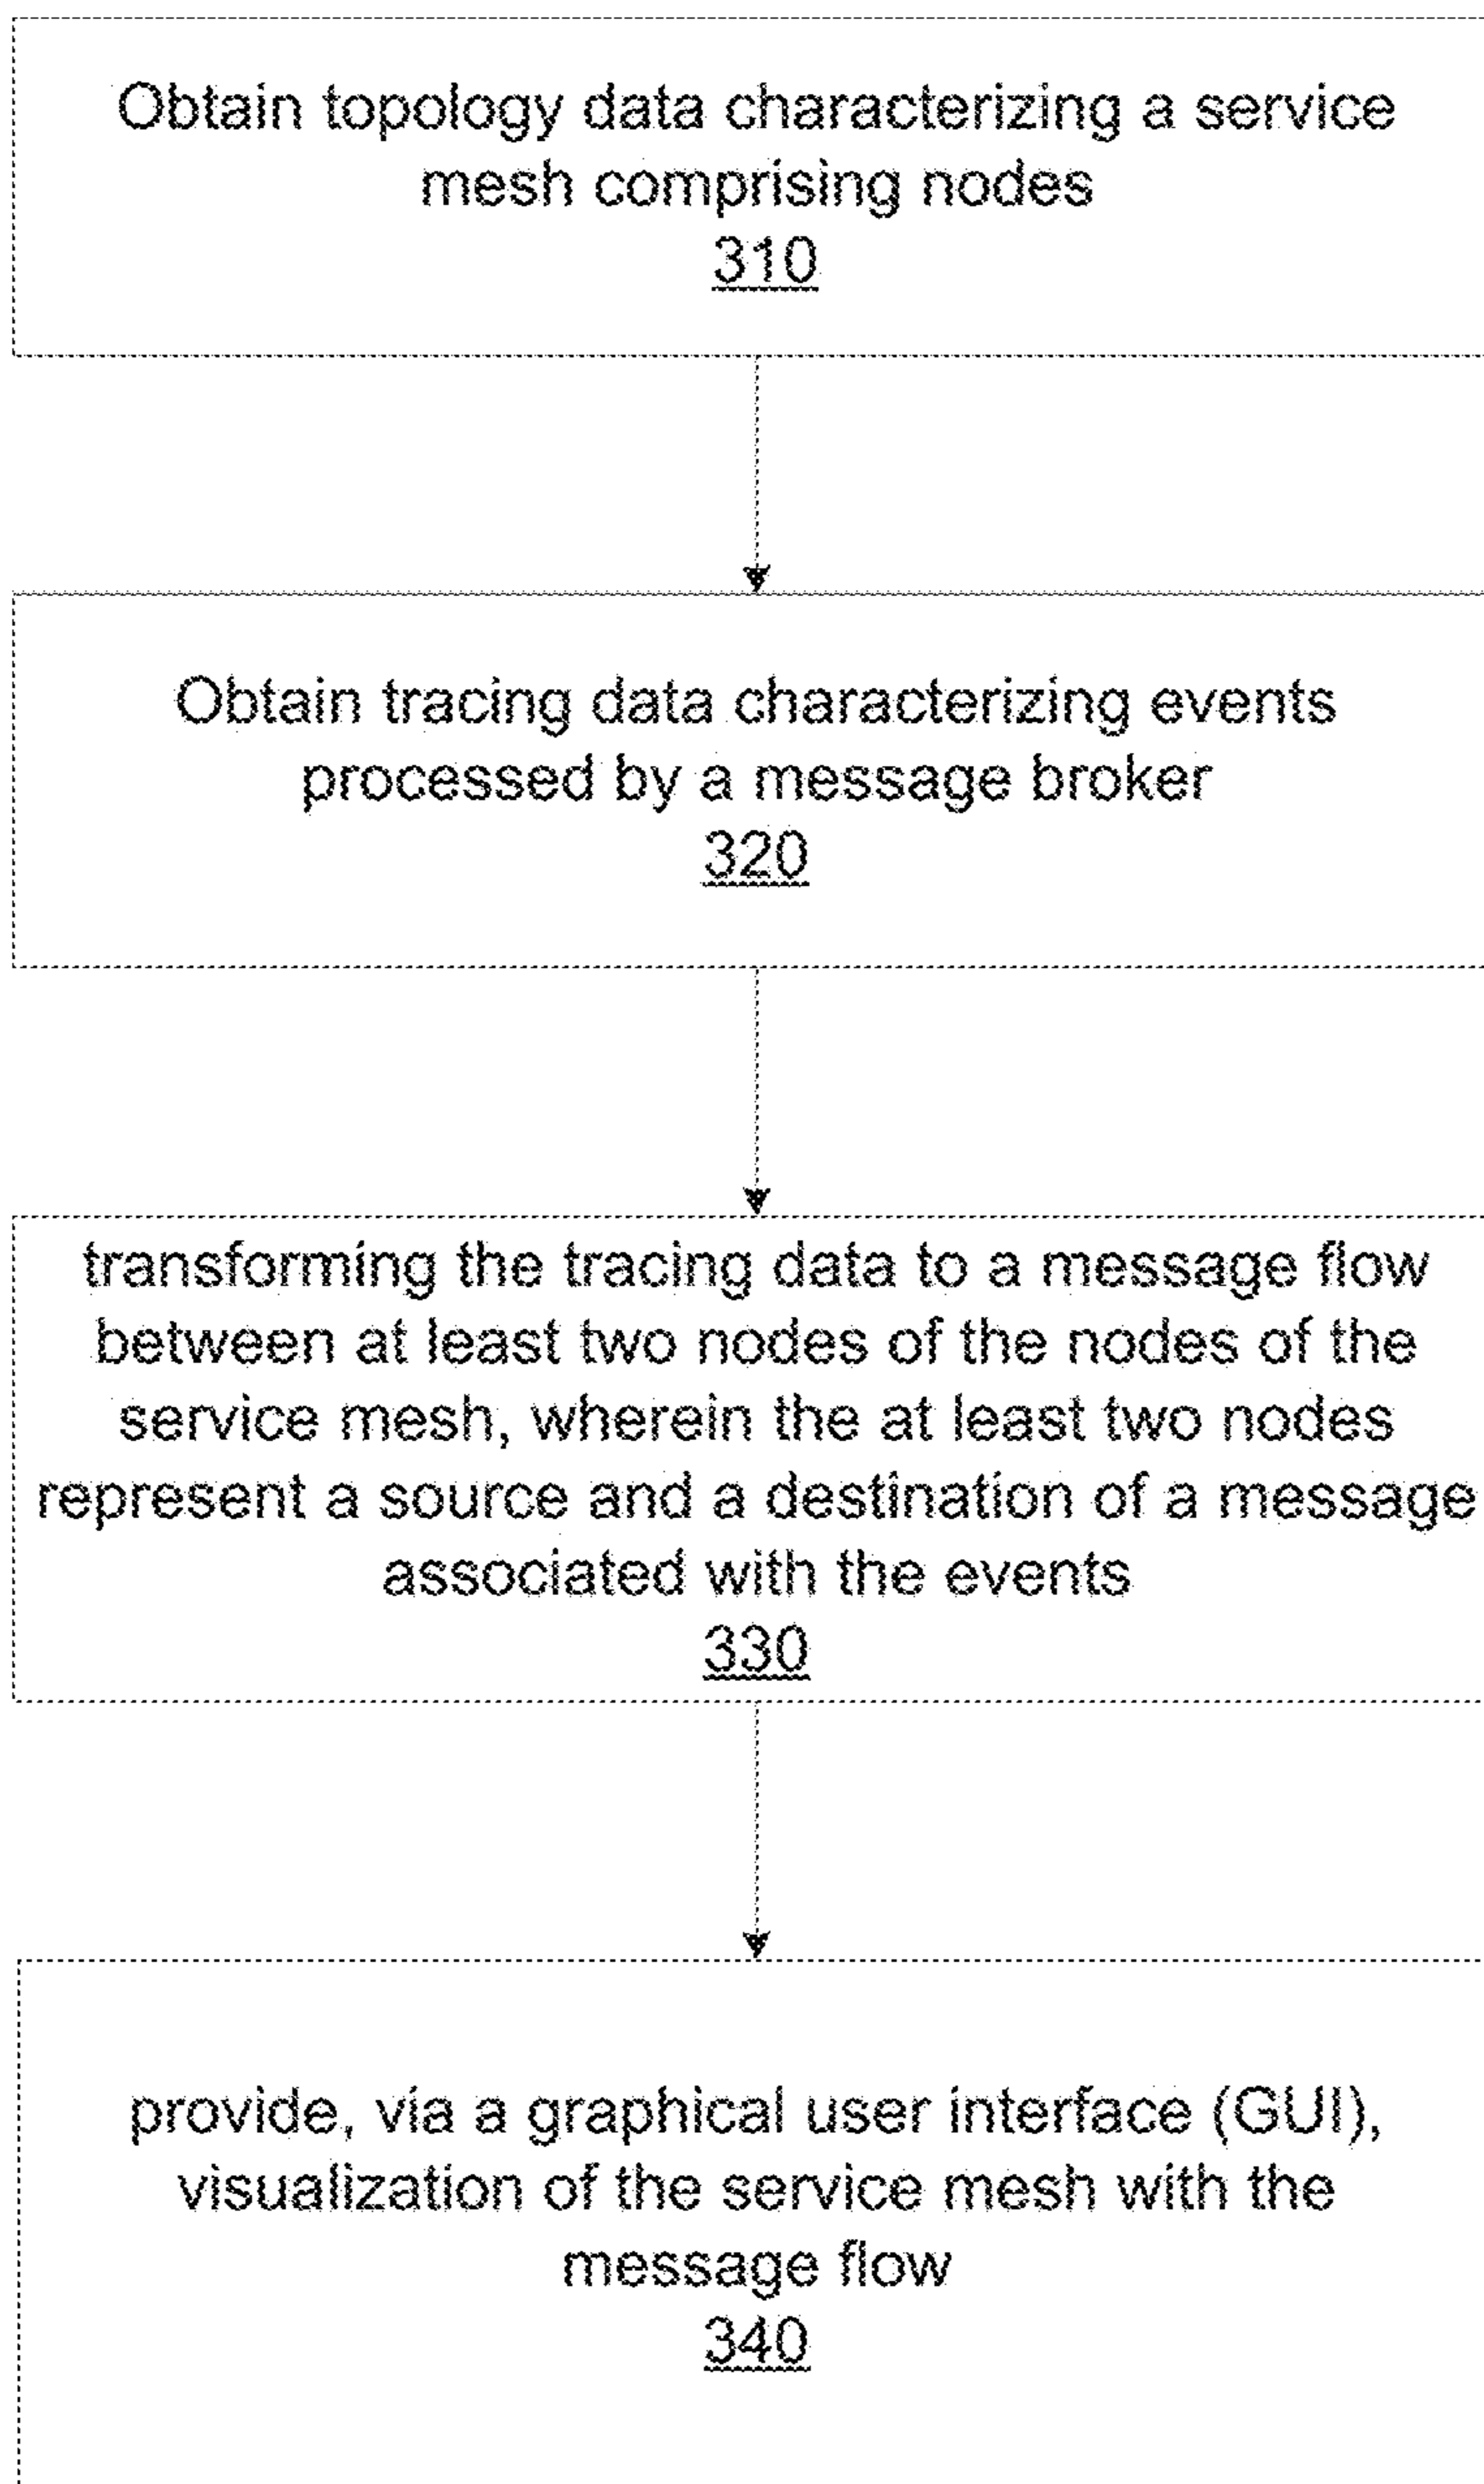 Obtain topology data characterizing a service
mesh comprising nodes
310
Obtain tracing data characterizing events
processed by a message broker
320
transforming the tracing data to a message flow
between at least two nodes of the nodes of the
service mesh, wherein the at least two nodes
represent a source and a destination of a message
associated with the events
330
provide, via a graphical user interface (GUI),
visualization of the service mesh with the
message flow
340